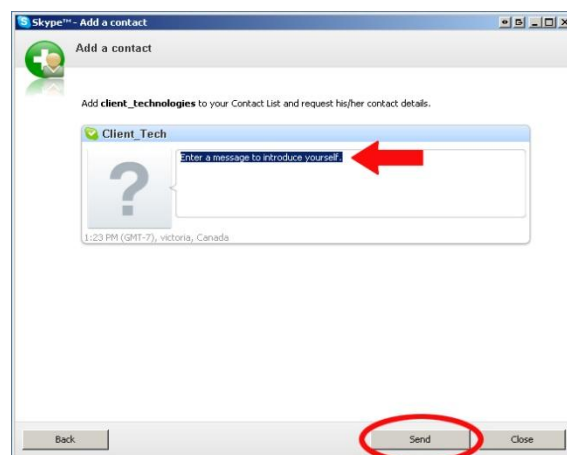 Skype™ - Add a contact
Add a contact
Add client_technologies to your Contact List and request his/her contact details.
Client_Tech
Enter a message to introduce yourself.
?
1:23 PM (GMT-7), victoria, Canada
Back
Send
Close